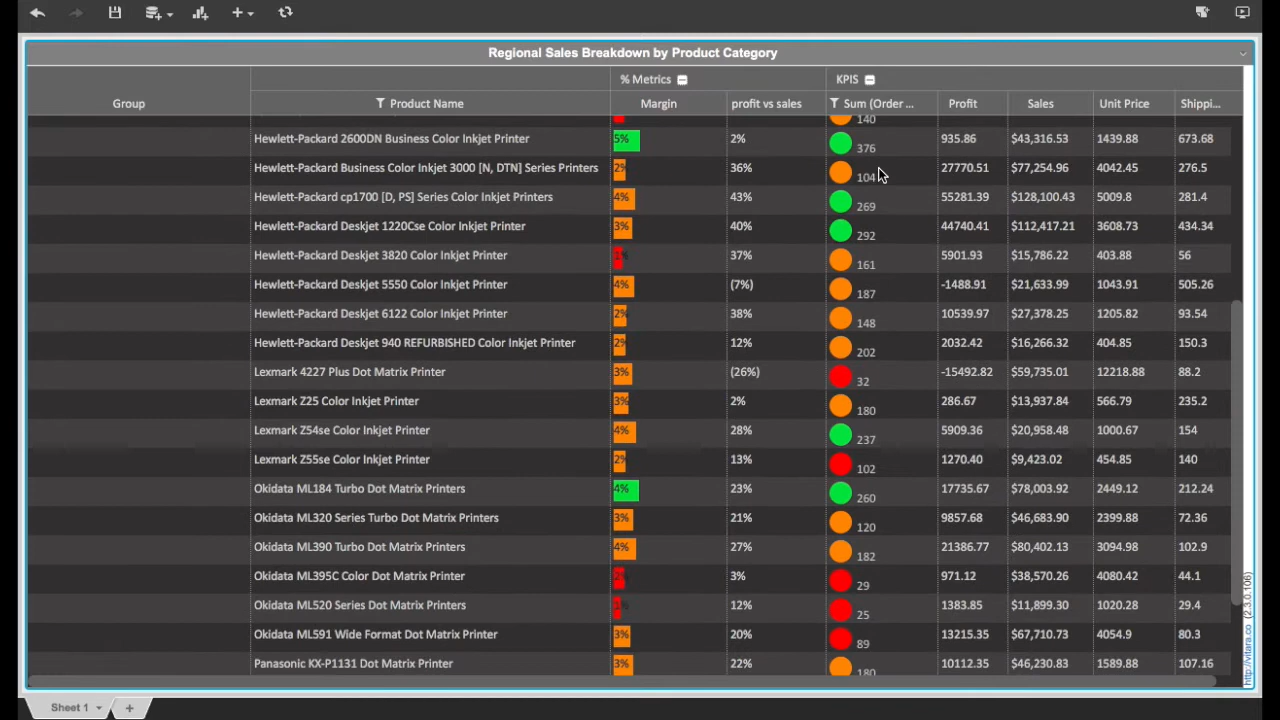 Regional Sales Breakdown by Product Category
% Metrics KPIS
Group Product Name Margin profit vs sales Sum (Order ... Profit Sales Unit Price Shippi...
140
Hewlett-Packard 2600DN Business Color Inkjet Printer 5% 2% 376 935.86 $43,316.53 1439.88 673.68
Hewlett-Packard Business Color Inkjet 3000 [N, DTN] Series Printers 2% 36% 104 27770.51 $77,254.96 4042.45 276.5
Hewlett-Packard cp1700 [D, PS] Series Color Inkjet Printers 4% 43% 269 55281.39 $128,100.43 5009.8 281.4
Hewlett-Packard Deskjet 1220Cse Color Inkjet Printer 3% 40% 292 44740.41 $112,417.21 3608.73 434.34
Hewlett-Packard Deskjet 3820 Color Inkjet Printer 1% 37% 161 5901.93 $15,786.22 403.88 56
Hewlett-Packard Deskjet 5550 Color Inkjet Printer 4% (7%) 187 -1488.91 $21,633.99 1043.91 505.26
Hewlett-Packard Deskjet 6122 Color Inkjet Printer 2% 38% 148 10539.97 $27,378.25 1205.82 93.54
Hewlett-Packard Deskjet 940 REFURBISHED Color Inkjet Printer 2% 12% 202 2032.42 $16,266.32 404.85 150.3
Lexmark 4227 Plus Dot Matrix Printer 3% (26%) 32 -15492.82 $59,735.01 12218.88 88.2
Lexmark Z25 Color Inkjet Printer 3% 2% 180 286.67 $13,937.84 566.79 235.2
Lexmark Z54se Color Inkjet Printer 4% 28% 237 5909.36 $20,958.48 1000.67 154
Lexmark Z55se Color Inkjet Printer 2% 13% 102 1270.40 $9,423.02 454.85 140
Okidata ML184 Turbo Dot Matrix Printers 4% 23% 260 17735.67 $78,003.92 2449.12 212.24
Okidata ML320 Series Turbo Dot Matrix Printers 3% 21% 120 9857.68 $46,683.90 2399.88 72.36
Okidata ML390 Turbo Dot Matrix Printers 4% 27% 182 21386.77 $80,402.13 3094.98 102.9
Okidata ML395C Color Dot Matrix Printer 2% 3% 29 971.12 $38,570.26 4080.42 44.1
Okidata ML520 Series Dot Matrix Printers 1% 12% 25 1383.85 $11,899.30 1020.28 29.4
Okidata ML591 Wide Format Dot Matrix Printer 3% 20% 89 13215.35 $67,710.73 4054.9 80.3
Panasonic KX-P1131 Dot Matrix Printer 3% 22% 180 10112.35 $46,230.83 1589.88 107.16
http://vitara.co (2.3.0.106)
Sheet 1